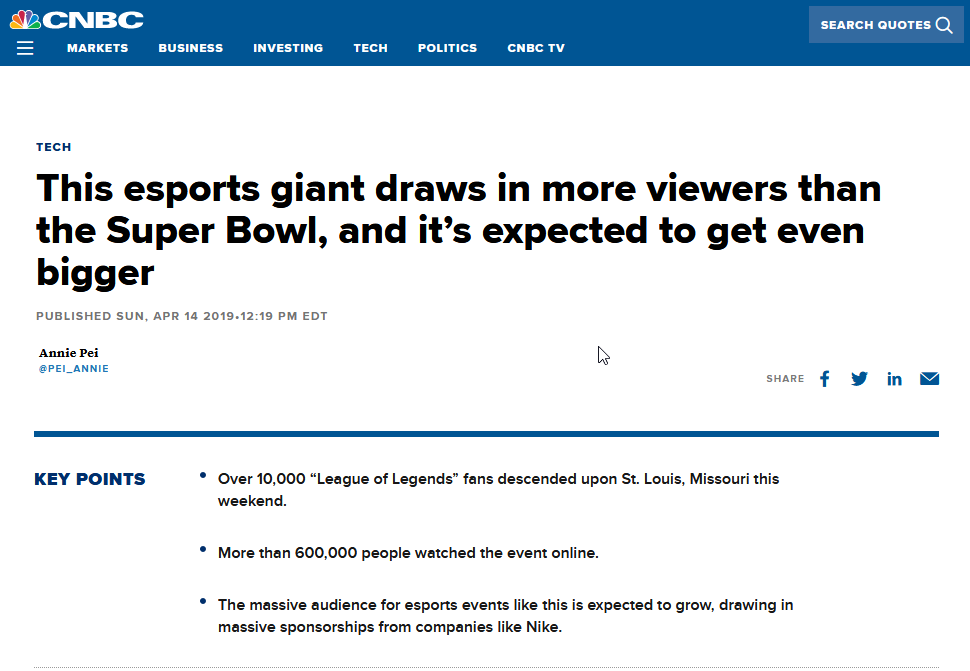 CNBC
SEARCH QUOTES
MARKETS BUSINESS INVESTING TECH POLITICS CNBC TV
TECH
This esports giant draws in more viewers than
the Super Bowl, and it’s expected to get even
bigger
PUBLISHED SUN, APR 14 2019•12:19 PM EDT
Annie Pei
@PEI_ANNIE
SHARE
KEY POINTS
• Over 10,000 “League of Legends” fans descended upon St. Louis, Missouri this
weekend.
• More than 600,000 people watched the event online.
• The massive audience for esports events like this is expected to grow, drawing in
massive sponsorships from companies like Nike.